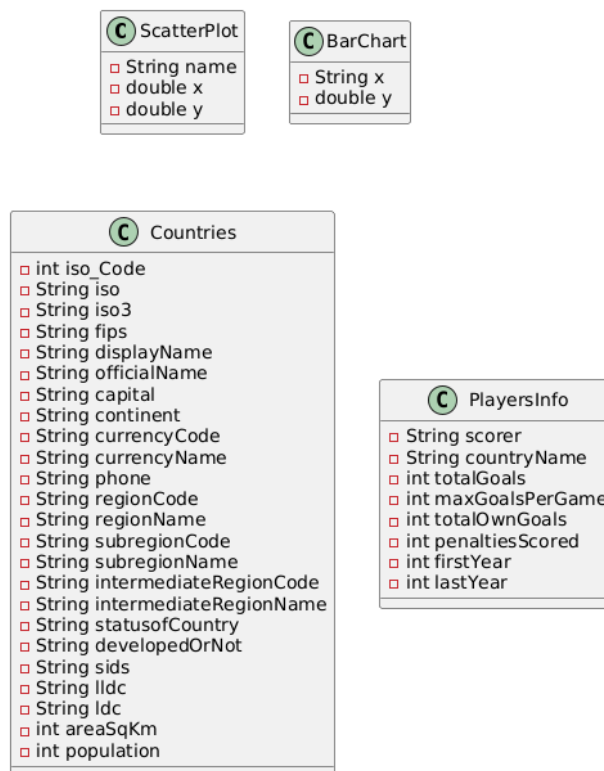 C ScatterPlot
String name
double x
double y
C BarChart
String x
double y
C Countries
int iso_Code
String iso
String iso3
String fips
String displayName
String officialName
String capital
String continent
String currencyCode
String currencyName
String phone
String regionCode
String regionName
String subregionCode
String subregionName
String intermediateRegionCode
String intermediateRegionName
String statusofCountry
String developedOrNot
String sids
String lldc
String ldc
int areaSqKm
int population
C PlayersInfo
String scorer
String countryName
int totalGoals
int maxGoalsPerGame
int totalOwnGoals
int penaltiesScored
int firstYear
int lastYear